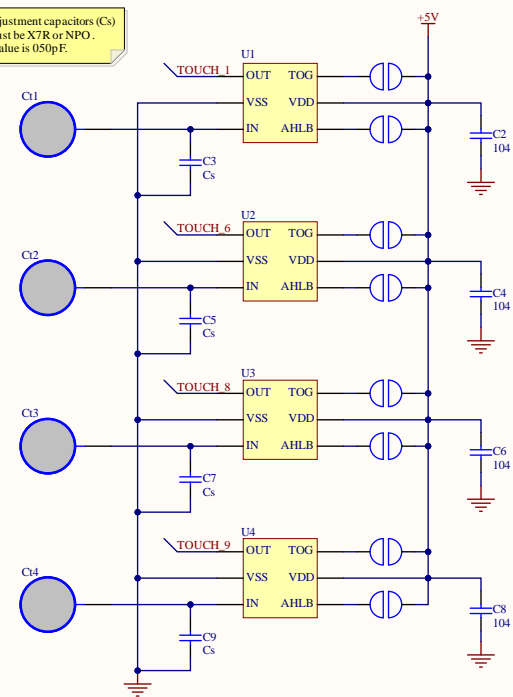 djustment capacitors (Cs)
ust be X7R or NPO .
alue is 050pF.
+5V
U1
TOUCH_1
OUT
TOG
VSS
VDD
IN
AHLB
Ct1
C3
Cs
C2
104
U2
TOUCH_6
OUT
TOG
VSS
VDD
IN
AHLB
Ct2
C5
Cs
C4
104
U3
TOUCH_8
OUT
TOG
VSS
VDD
IN
AHLB
Ct3
C7
Cs
C6
104
U4
TOUCH_9
OUT
TOG
VSS
VDD
IN
AHLB
Ct4
C9
Cs
C8
104